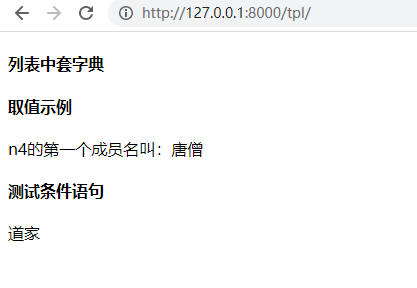 http://127.0.0.1:8000/tpl/
列表中套字典
取值示例
n4的第一个成员名叫：唐僧
测试条件语句
道家